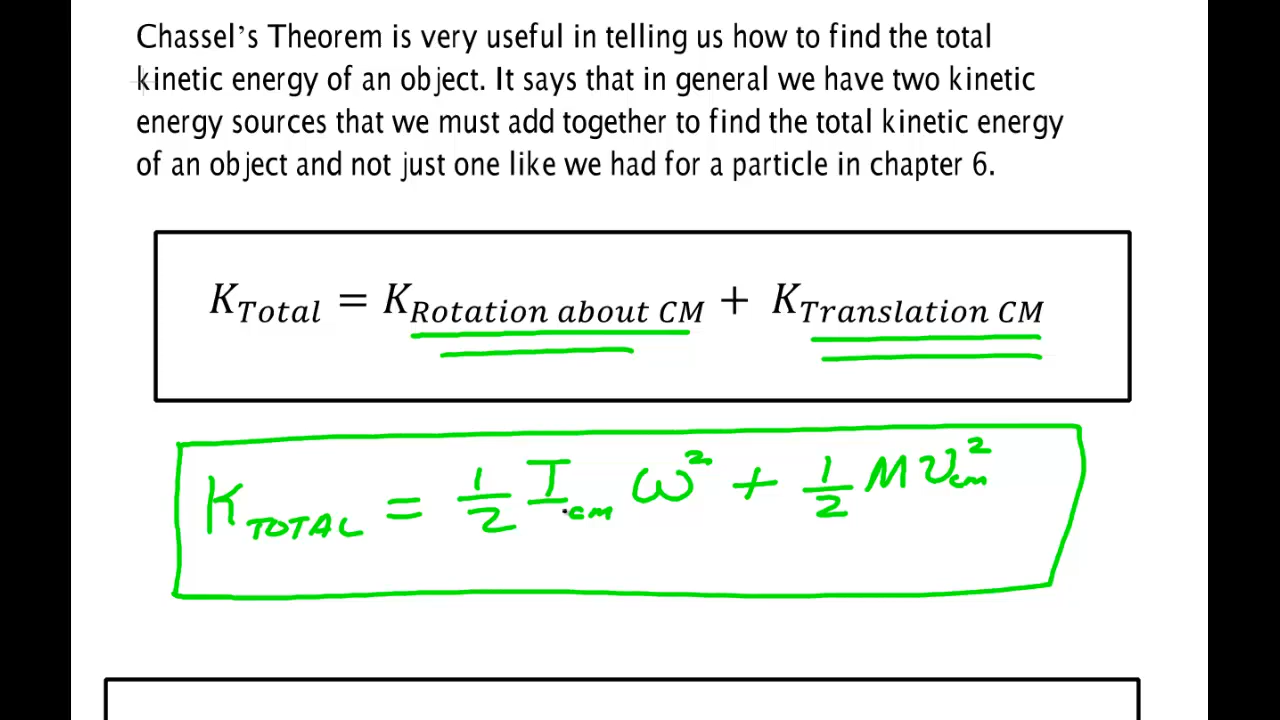 Chassel's Theorem is very useful in telling us how to find the total
kinetic energy of an object. It says that in general we have two kinetic
energy sources that we must add together to find the total kinetic energy
of an object and not just one like we had for a particle in chapter 6.
K_Total = K_Rotation about CM + K_Translation CM
K_TOTAL = 1/2 I_cm ω² + 1/2 M v_cm²